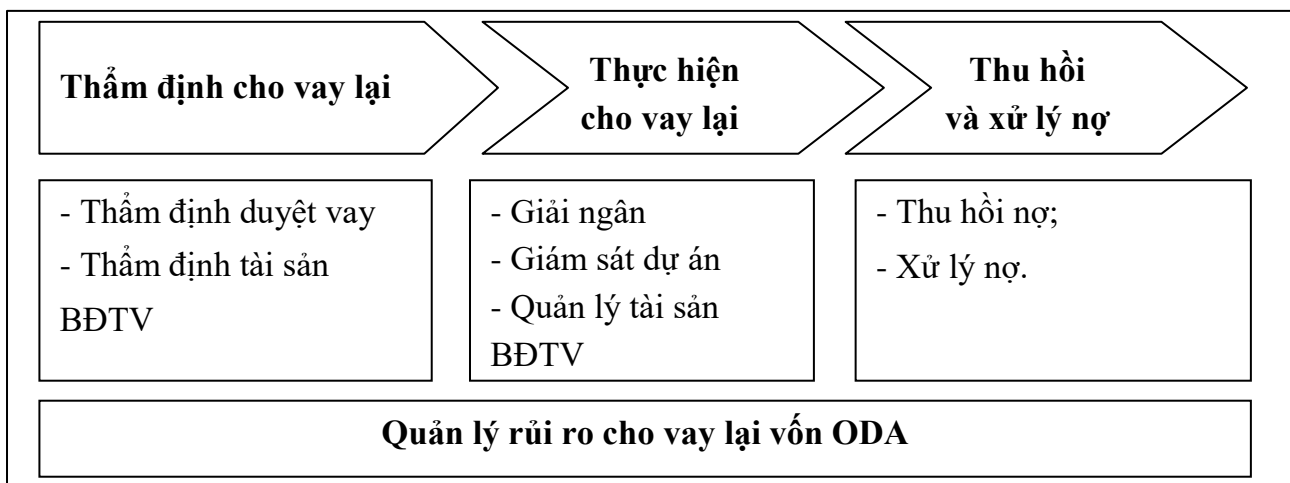 Thẩm định cho vay lại
Thực hiện
cho vay lại
Thu hồi
và xử lý nợ
- Thẩm định duyệt vay
- Thẩm định tài sản
BĐTV
- Giải ngân
- Giám sát dự án
- Quản lý tài sản
BĐTV
- Thu hồi nợ;
- Xử lý nợ.
Quản lý rủi ro cho vay lại vốn ODA